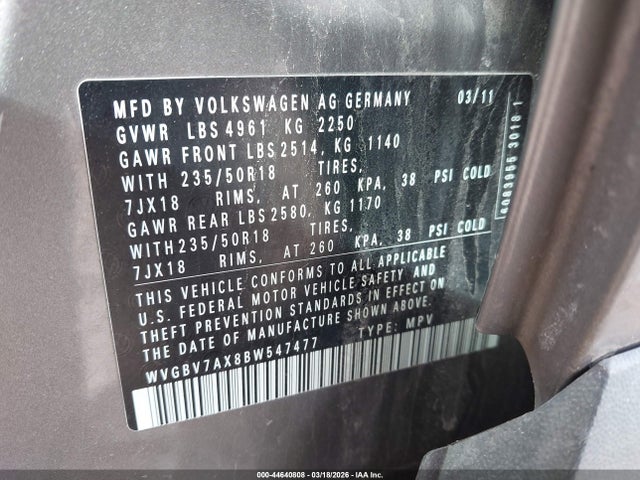 MFD BY VOLKSWAGEN AG GERMANY 03/11
GVWR LBS 4961 KG 2250
GAWR FRONT LBS 2514, KG 1140
WITH 235/50R18 TIRES,
7JX18 RIMS, AT 260 KPA, 38 PSI COLD
GAWR REAR LBS 2580, KG 1170
WITH 235/50R18 TIRES,
7JX18 RIMS, AT 260 KPA, 38 PSI COLD
THIS VEHICLE CONFORMS TO ALL APPLICABLE
U.S. FEDERAL MOTOR VEHICLE SAFETY AND
THEFT PREVENTION STANDARDS IN EFFECT ON
THE DATE OF MANUFACTURE SHOWN ABOVE
WVGBV7AX8BW547477 TYPE: MPV
3018 1
000-44640808 - 03/18/2026 - IAA Inc.